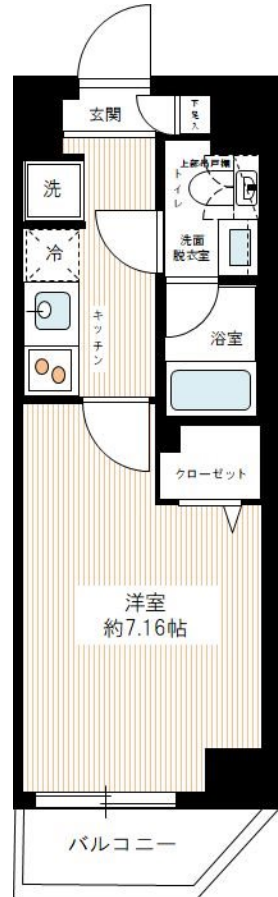 玄関
下足入
上部吊戸棚
トイレ
洗
冷
洗面
脱衣室
キッチン
浴室
クローゼット
洋室
約7.16帖
バルコニー